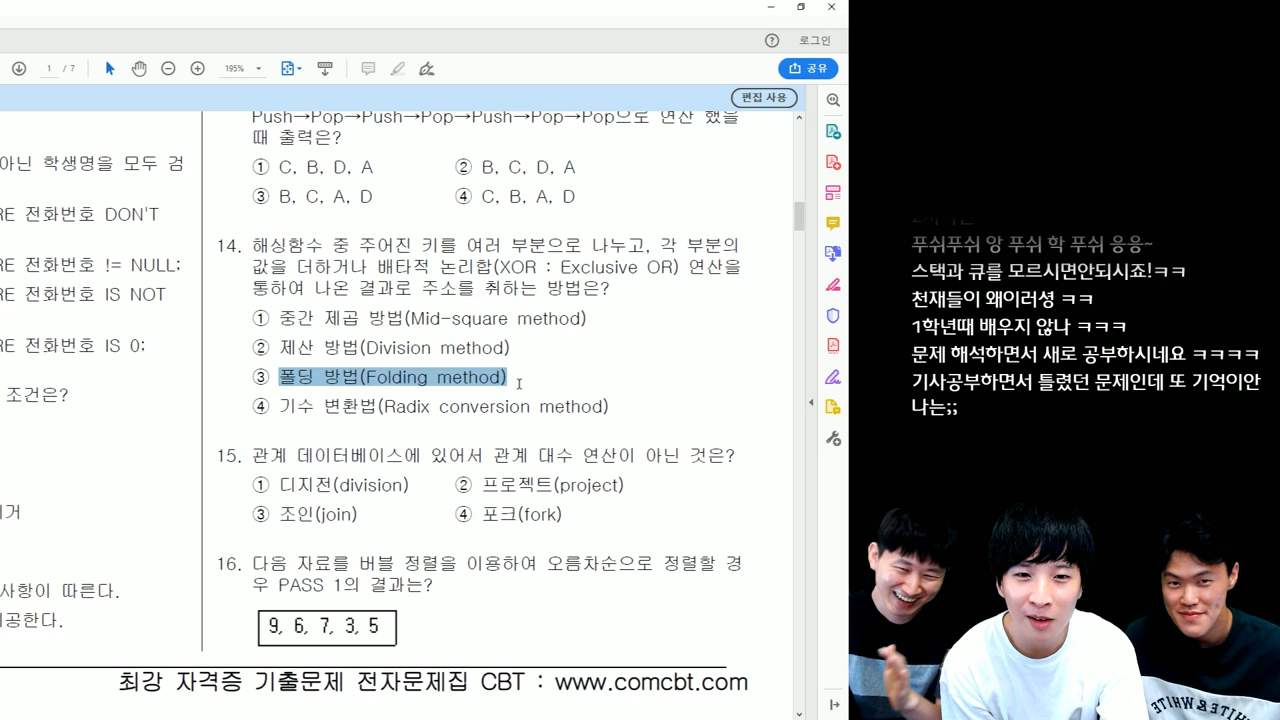 로그인
1 / 7
195%
공유
편집 사용
아닌 학생명을 모두 검
RE 전화번호 DON'T
RE 전화번호 != NULL;
RE 전화번호 IS NOT
RE 전화번호 IS 0;
조건은?
사항이 따른다.
공한다.
Push→Pop→Push→Pop→Push→Pop→Pop으로 연산 했을
때 출력은?
① C, B, D, A ② B, C, D, A
③ B, C, A, D ④ C, B, A, D
14. 해싱함수 중 주어진 키를 여러 부분으로 나누고, 각 부분의
값을 더하거나 배타적 논리합(XOR : Exclusive OR) 연산을
통하여 나온 결과로 주소를 취하는 방법은?
① 중간 제곱 방법(Mid-square method)
② 제산 방법(Division method)
③ 폴딩 방법(Folding method)
④ 기수 변환법(Radix conversion method)
15. 관계 데이터베이스에 있어서 관계 대수 연산이 아닌 것은?
① 디지전(division) ② 프로젝트(project)
③ 조인(join) ④ 포크(fork)
16. 다음 자료를 버블 정렬을 이용하여 오름차순으로 정렬할 경
우 PASS 1의 결과는?
9, 6, 7, 3, 5
최강 자격증 기출문제 전자문제집 CBT : www.comcbt.com
푸쉬푸쉬 앙 푸쉬 학 푸쉬 응응~
스택과 큐를 모르시면안되시죠!ㅋㅋ
천재들이 왜이러셩 ㅋㅋ
1학년때 배우지 않나 ㅋㅋㅋ
문제 해석하면서 새로 공부하시네요 ㅋㅋㅋㅋ
기사공부하면서 틀렸던 문제인데 또 기억이안
나는;;